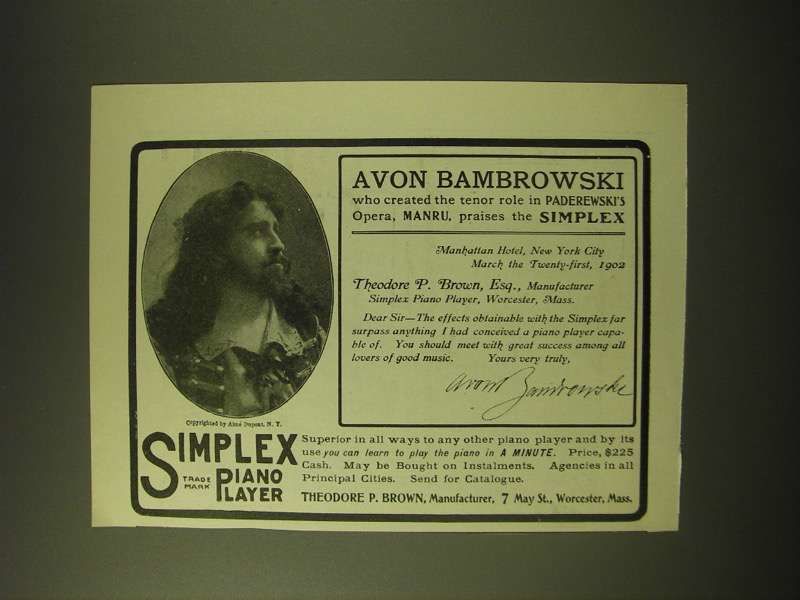 AVON BAMBROWSKI
who created the tenor role in PADEREWSKI'S
Opera, MANRU, praises the SIMPLEX
Manhattan Hotel, New York City
March the Twenty-first, 1902
Theodore P. Brown, Esq., Manufacturer
Simplex Piano Player, Worcester, Mass.
Dear Sir—The effects obtainable with the Simplex far
surpass anything I had conceived a piano player capa-
ble of. You should meet with great success among all
lovers of good music. Yours very truly,
Copyrighted by Aimé Dupont, N. Y.
SIMPLEX
TRADE MARK
PIANO
PLAYER
Superior in all ways to any other piano player and by its
use you can learn to play the piano in A MINUTE. Price, $225
Cash. May be Bought on Instalments. Agencies in all
Principal Cities. Send for Catalogue.
THEODORE P. BROWN, Manufacturer, 7 May St., Worcester, Mass.